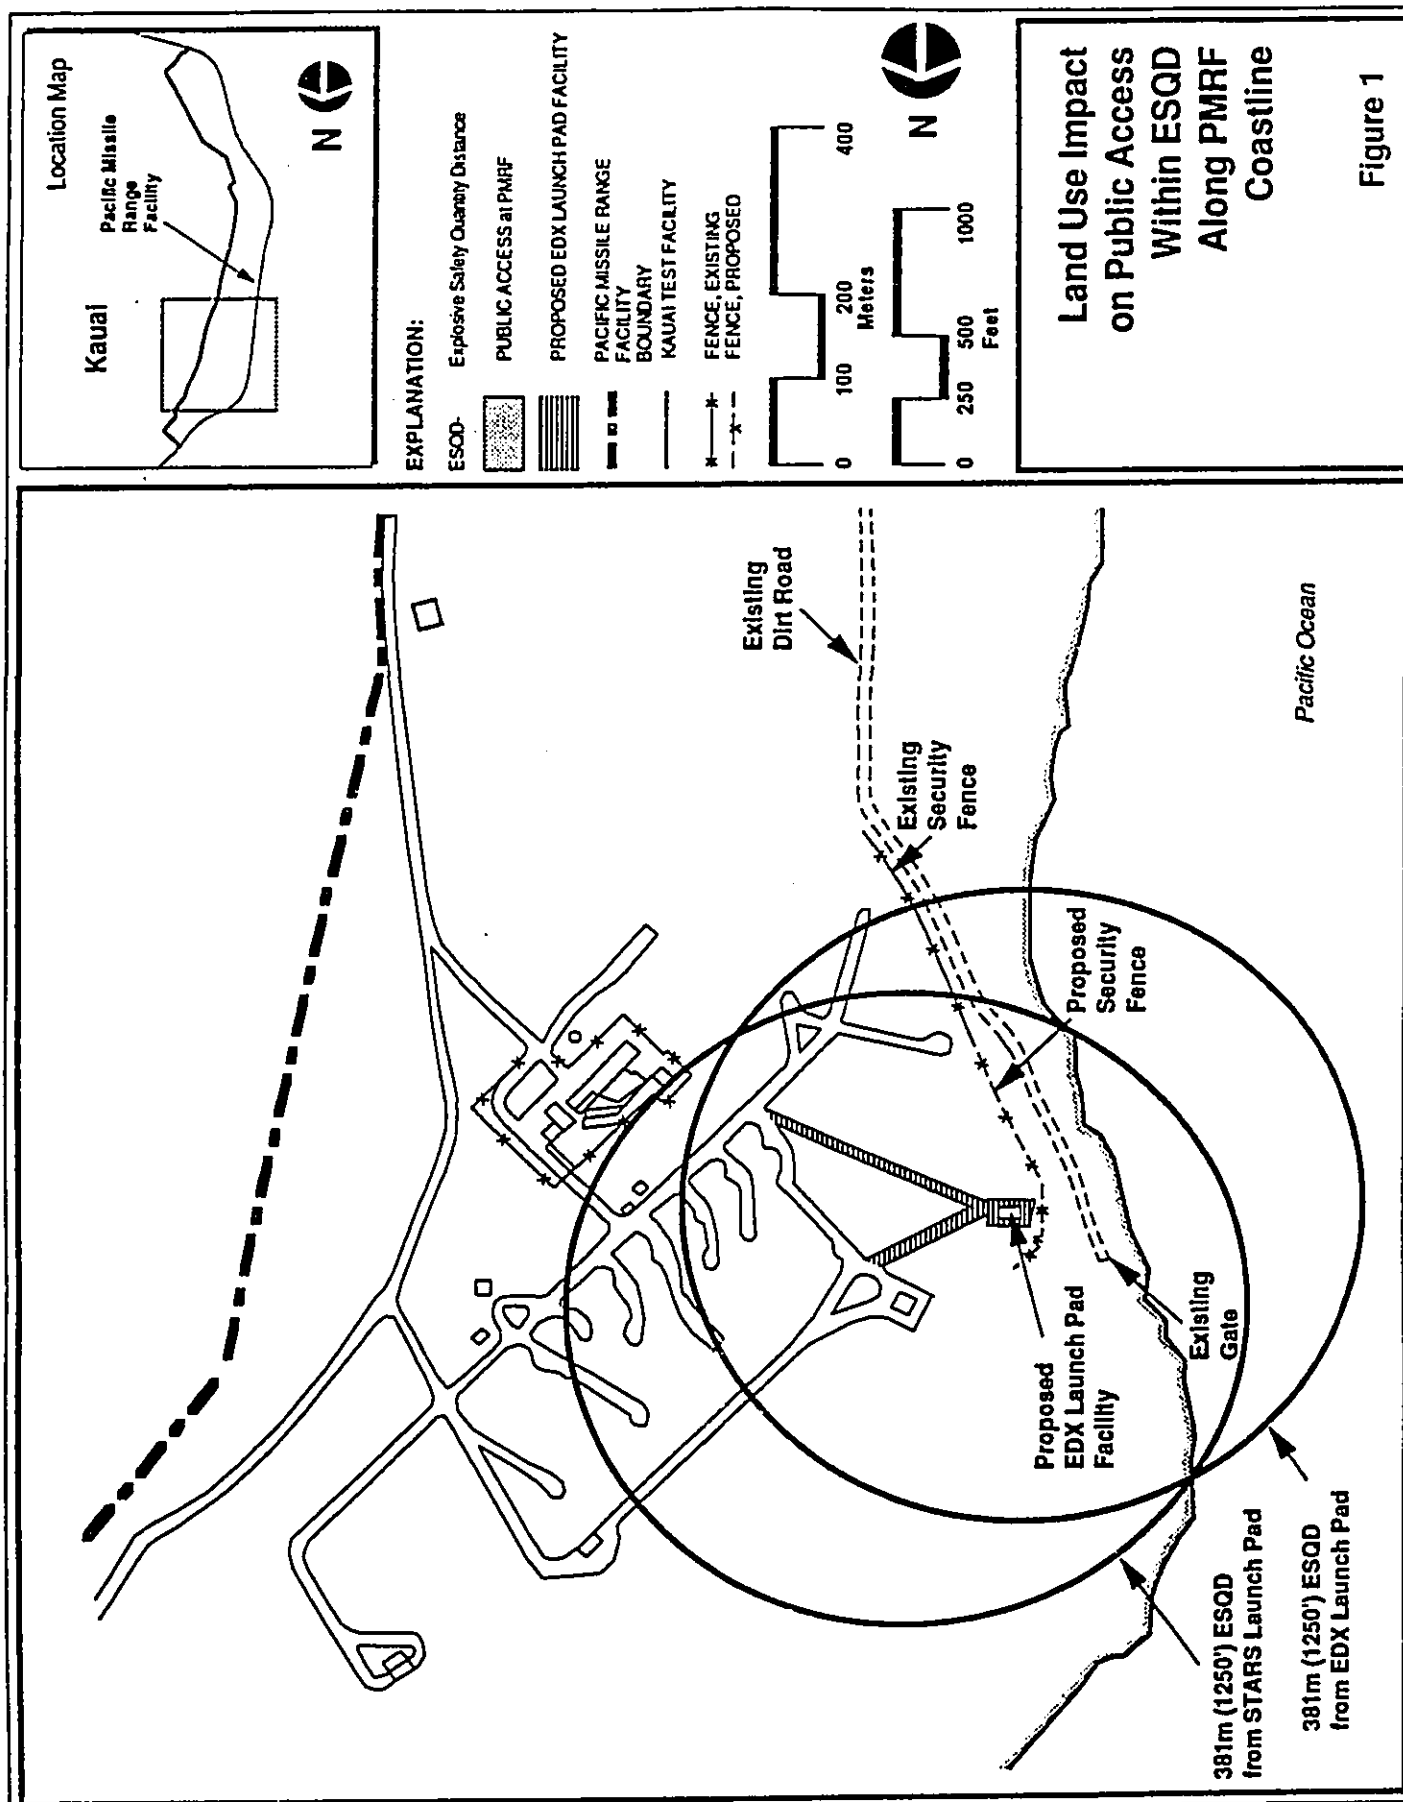 Location Map
Kauai
Pacific Missile
Range
Facility
N
EXPLANATION:
ESQD-
Explosive Safety Quantity Distance
PUBLIC ACCESS at PMRF
PROPOSED EDX LAUNCH PAD FACILITY
PACIFIC MISSILE RANGE
FACILITY
BOUNDARY
KAUAI TEST FACILITY
FENCE, EXISTING
FENCE, PROPOSED
0
100
200
400
Meters
0
250
500
1000
Feet
N
Land Use Impact
on Public Access
Within ESQD
Along PMRF
Coastline
Figure 1
Existing
Dirt Road
Existing
Security
Fence
Proposed
Security
Fence
Pacific Ocean
Proposed
EDX Launch Pad
Facility
Existing
Gate
381m (1250') ESQD
from STARS Launch Pad
381m (1250') ESQD
from EDX Launch Pad